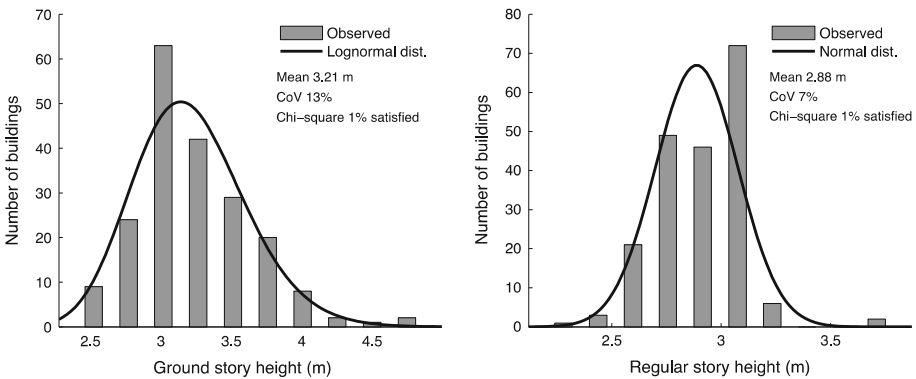 70
60
50
40
30
20
10
0
Number of buildings
Observed
Lognormal dist.
Mean 3.21 m
CoV 13%
Chi−square 1% satisfied
2.5 3 3.5 4 4.5
Ground story height (m)
80
70
60
50
40
30
20
10
0
Number of buildings
Observed
Normal dist.
Mean 2.88 m
CoV 7%
Chi−square 1% satisfied
2.5 3 3.5
Regular story height (m)